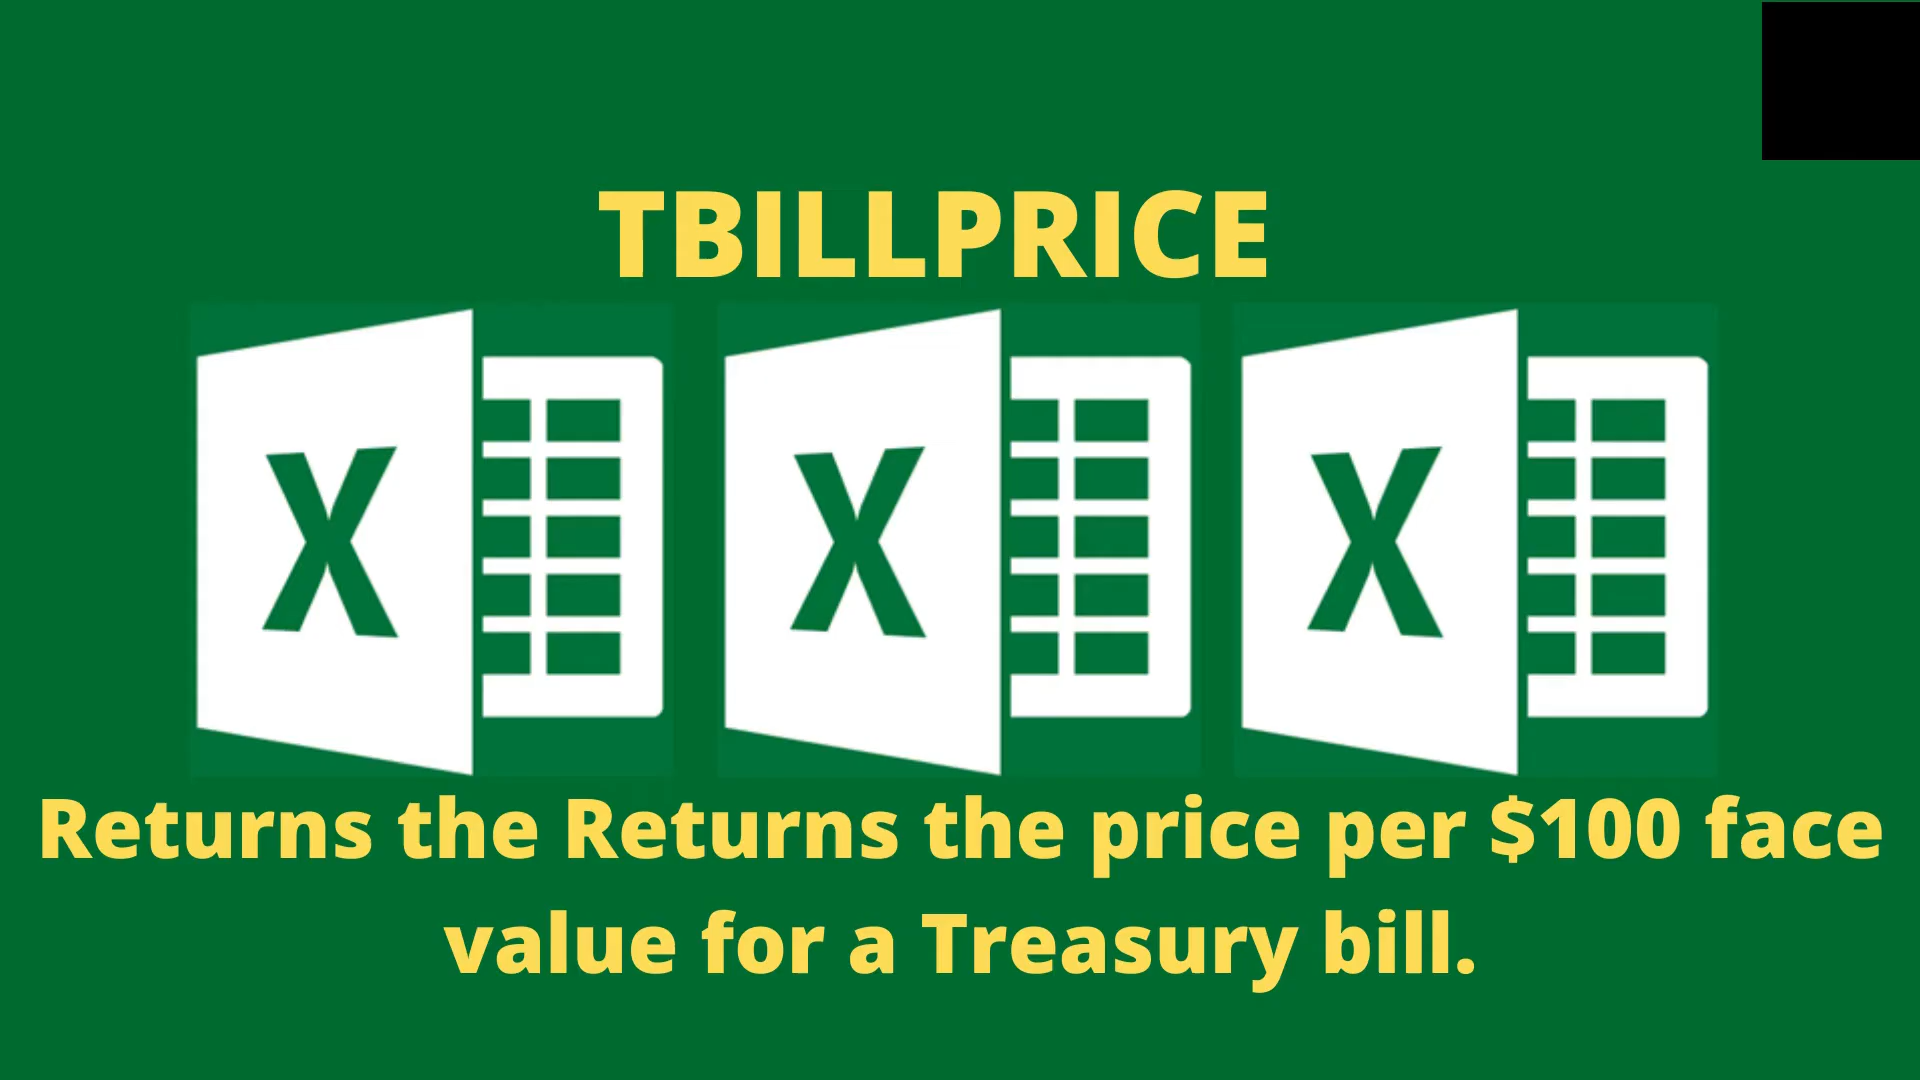 TBILLPRICE
X X X
Returns the Returns the price per $100 face
value for a Treasury bill.